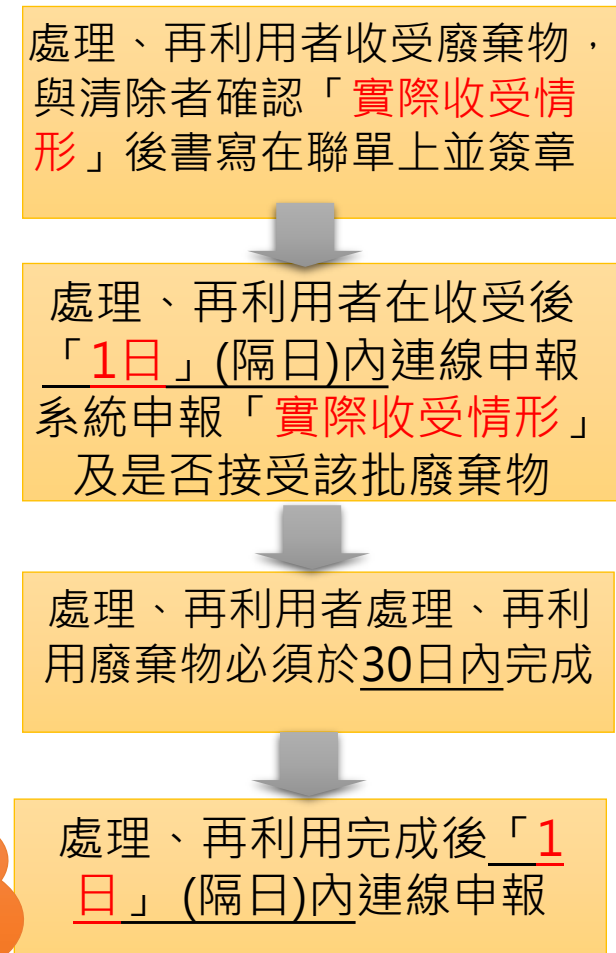 處理、再利用者收受廢棄物，
與清除者確認「實際收受情
形」後書寫在聯單上並簽章
處理、再利用者在收受後
「1日」(隔日)內連線申報
系統申報「實際收受情形」
及是否接受該批廢棄物
處理、再利用者處理、再利
用廢棄物必須於30日內完成
處理、再利用完成後「1
日」 (隔日)內連線申報